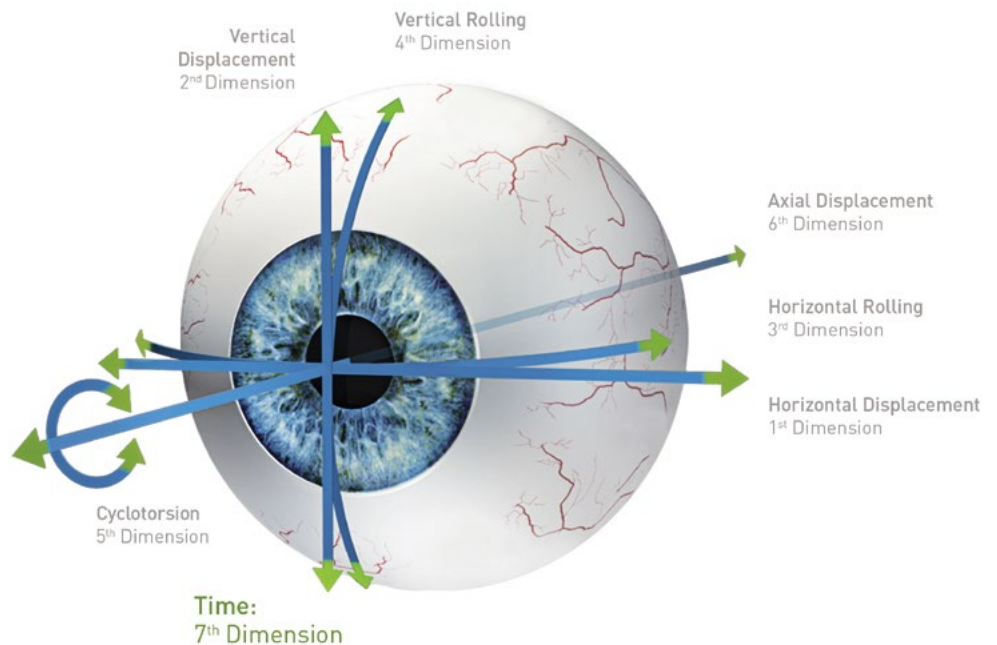 Vertical Rolling
4th Dimension
Vertical
Displacement
2nd Dimension
Axial Displacement
6th Dimension
Horizontal Rolling
3rd Dimension
Horizontal Displacement
1st Dimension
Cyclotorsion
5th Dimension
Time:
7th Dimension